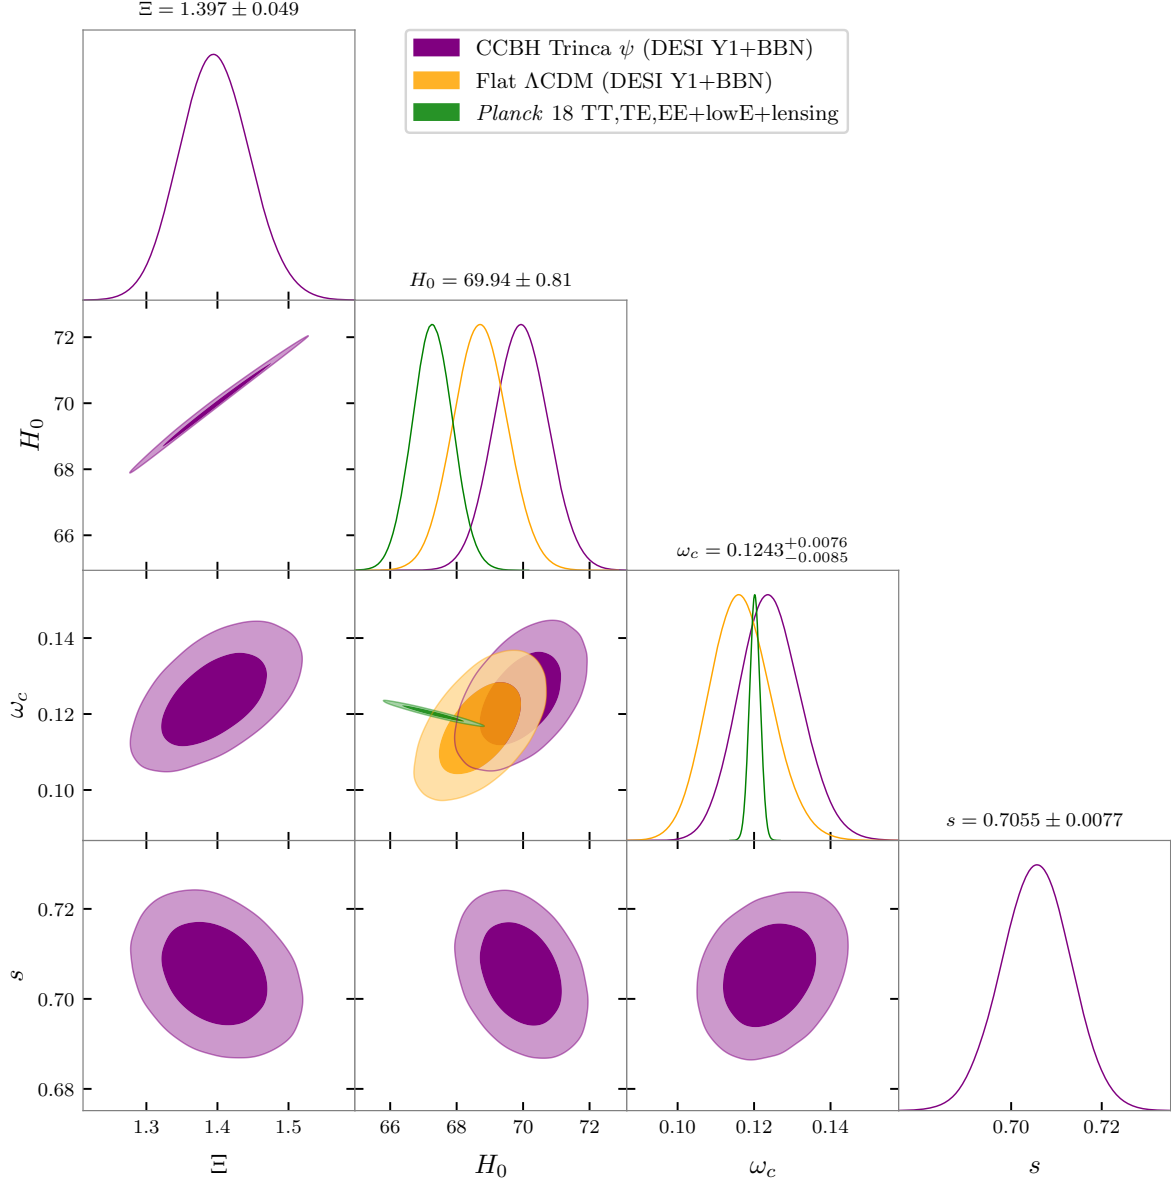 Ξ = 1.397 ± 0.049
CCBH Trinca ψ (DESI Y1+BBN)
Flat ΛCDM (DESI Y1+BBN)
Planck 18 TT,TE,EE+lowE+lensing
H₀ = 69.94 ± 0.81
72
70
68
66
H₀
ω_c = 0.1243^{+0.0076}_{−0.0085}
0.14
0.12
0.10
ω_c
s = 0.7055 ± 0.0077
0.72
0.70
0.68
s
1.3 1.4 1.5 66 68 70 72 0.10 0.12 0.14 0.70 0.72
Ξ H₀ ω_c s